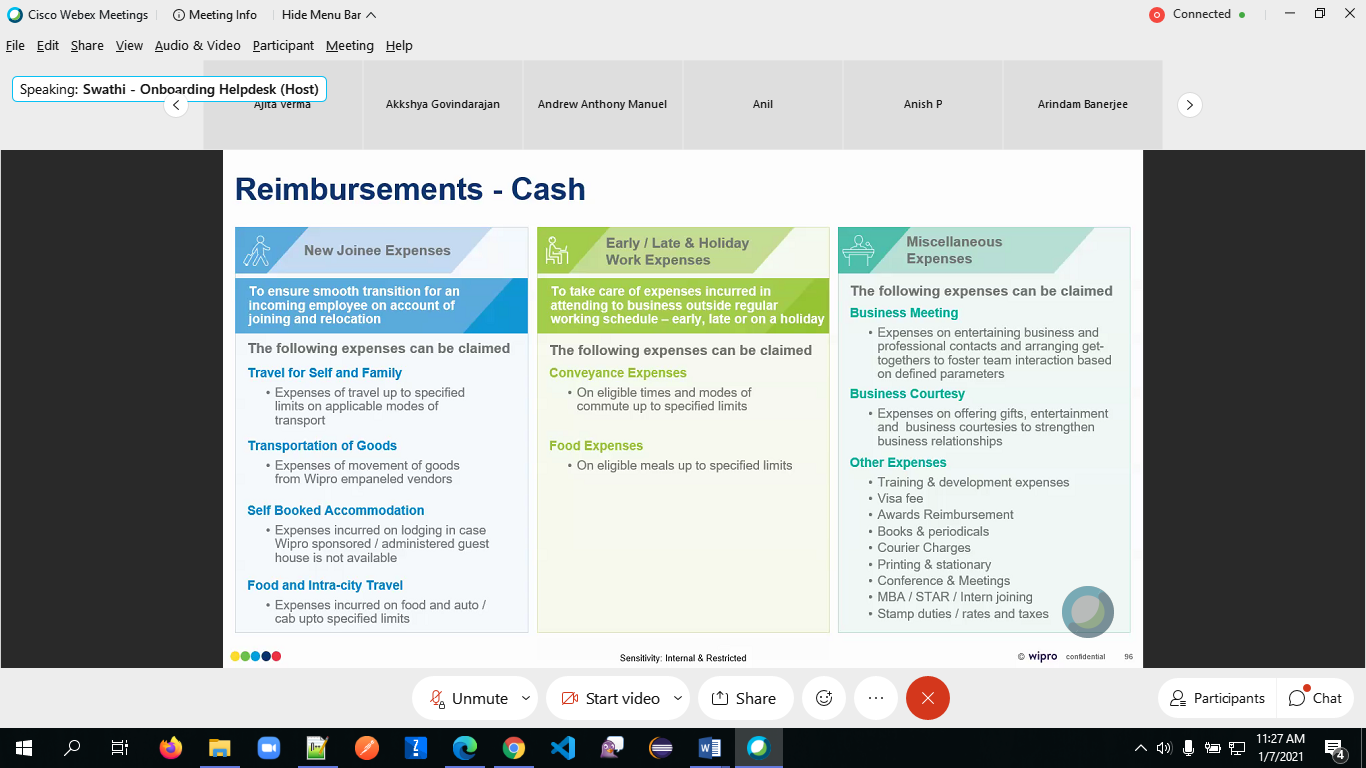 Cisco Webex Meetings
Meeting Info
Hide Menu Bar
Connected
File Edit Share View Audio & Video Participant Meeting Help
Speaking: Swathi - Onboarding Helpdesk (Host)
Ajita Verma
Akkshya Govindarajan
Andrew Anthony Manuel
Anil
Anish P
Arindam Banerjee
Reimbursements - Cash
New Joinee Expenses
To ensure smooth transition for an
incoming employee on account of
joining and relocation
The following expenses can be claimed
Travel for Self and Family
• Expenses of travel up to specified
limits on applicable modes of
transport
Transportation of Goods
• Expenses of movement of goods
from Wipro empaneled vendors
Self Booked Accommodation
• Expenses incurred on lodging in case
Wipro sponsored / administered guest
house is not available
Food and Intra-city Travel
• Expenses incurred on food and auto /
cab upto specified limits
Early / Late & Holiday
Work Expenses
To take care of expenses incurred in
attending to business outside regular
working schedule – early, late or on a holiday
The following expenses can be claimed
Conveyance Expenses
• On eligible times and modes of
commute up to specified limits
Food Expenses
• On eligible meals up to specified limits
Miscellaneous
Expenses
The following expenses can be claimed
Business Meeting
• Expenses on entertaining business and
professional contacts and arranging get-
togethers to foster team interaction based
on defined parameters
Business Courtesy
• Expenses on offering gifts, entertainment
and business courtesies to strengthen
business relationships
Other Expenses
• Training & development expenses
• Visa fee
• Awards Reimbursement
• Books & periodicals
• Courier Charges
• Printing & stationary
• Conference & Meetings
• MBA / STAR / Intern joining
• Stamp duties / rates and taxes
Sensitivity: Internal & Restricted
© wipro confidential 96
Unmute
Start video
Share
Participants
Chat
11:27 AM
1/7/2021
4